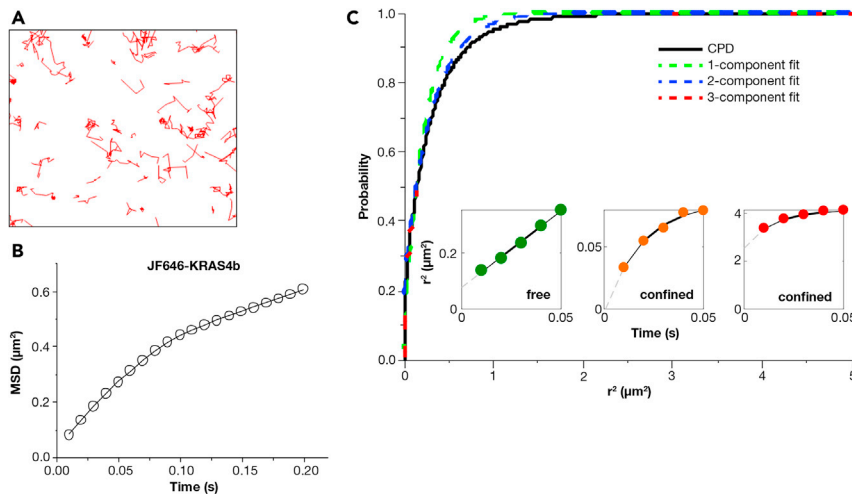 A
B
JF646-KRAS4b
MSD (µm²)
0.6
0.4
0.2
0.0
0.00
0.05
0.10
0.15
0.20
Time (s)
C
Probability
1.0
0.8
0.6
0.4
0.2
0.0
0
1
2
3
4
5
r² (µm²)
CPD
1-component fit
2-component fit
3-component fit
r² (µm²)
0.2
0
0.05
free
0.05
0
0.05
confined
Time (s)
4
2
0
0.05
confined